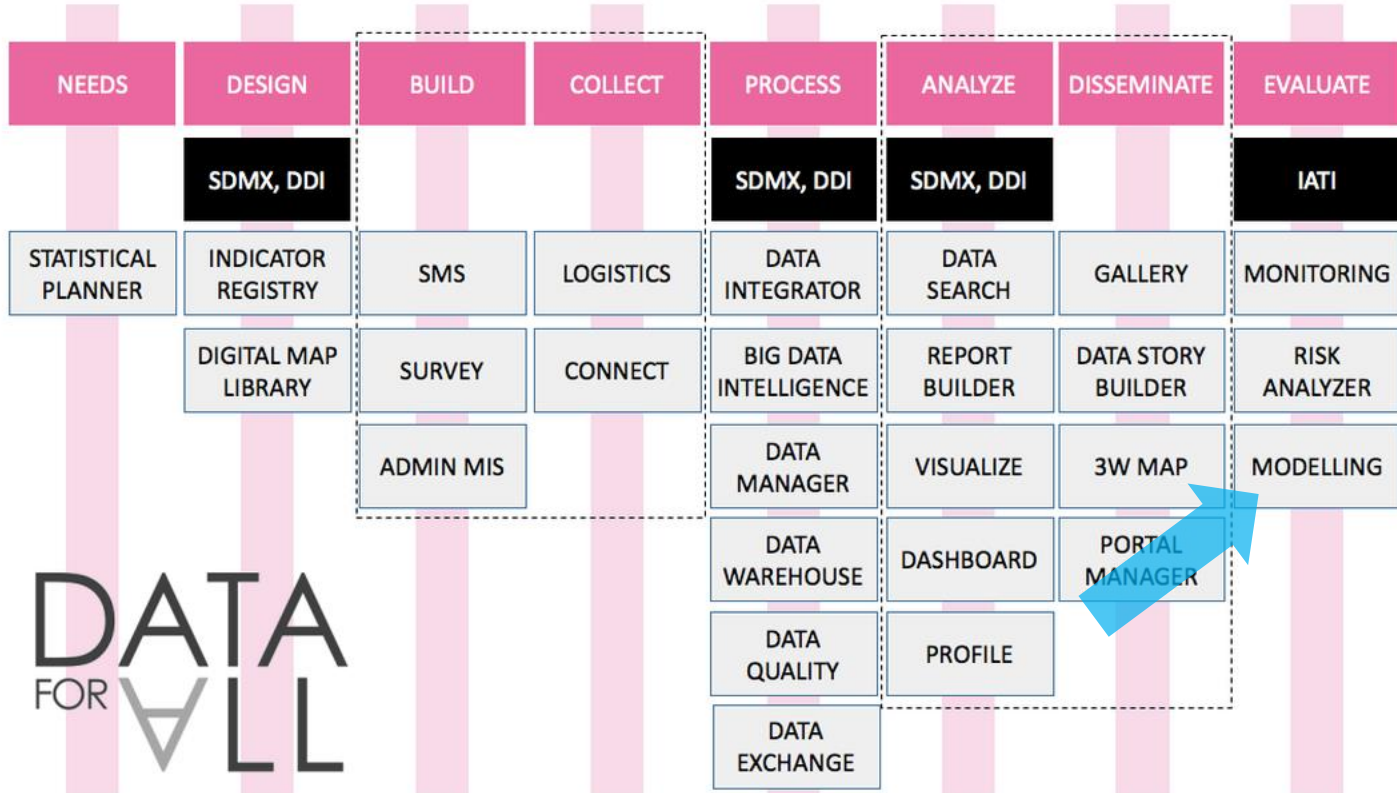 NEEDS
DESIGN
BUILD
COLLECT
PROCESS
ANALYZE
DISSEMINATE
EVALUATE
SDMX, DDI
SDMX, DDI
SDMX, DDI
IATI
STATISTICAL
PLANNER
INDICATOR
REGISTRY
SMS
LOGISTICS
DATA
INTEGRATOR
DATA
SEARCH
GALLERY
MONITORING
DIGITAL MAP
LIBRARY
SURVEY
CONNECT
BIG DATA
INTELLIGENCE
REPORT
BUILDER
DATA STORY
BUILDER
RISK
ANALYZER
ADMIN MIS
DATA
MANAGER
VISUALIZE
3W MAP
MODELLING
DATA
WAREHOUSE
DASHBOARD
PORTAL
MANAGER
DATA
QUALITY
PROFILE
DATA
EXCHANGE
DATA
FOR ALL